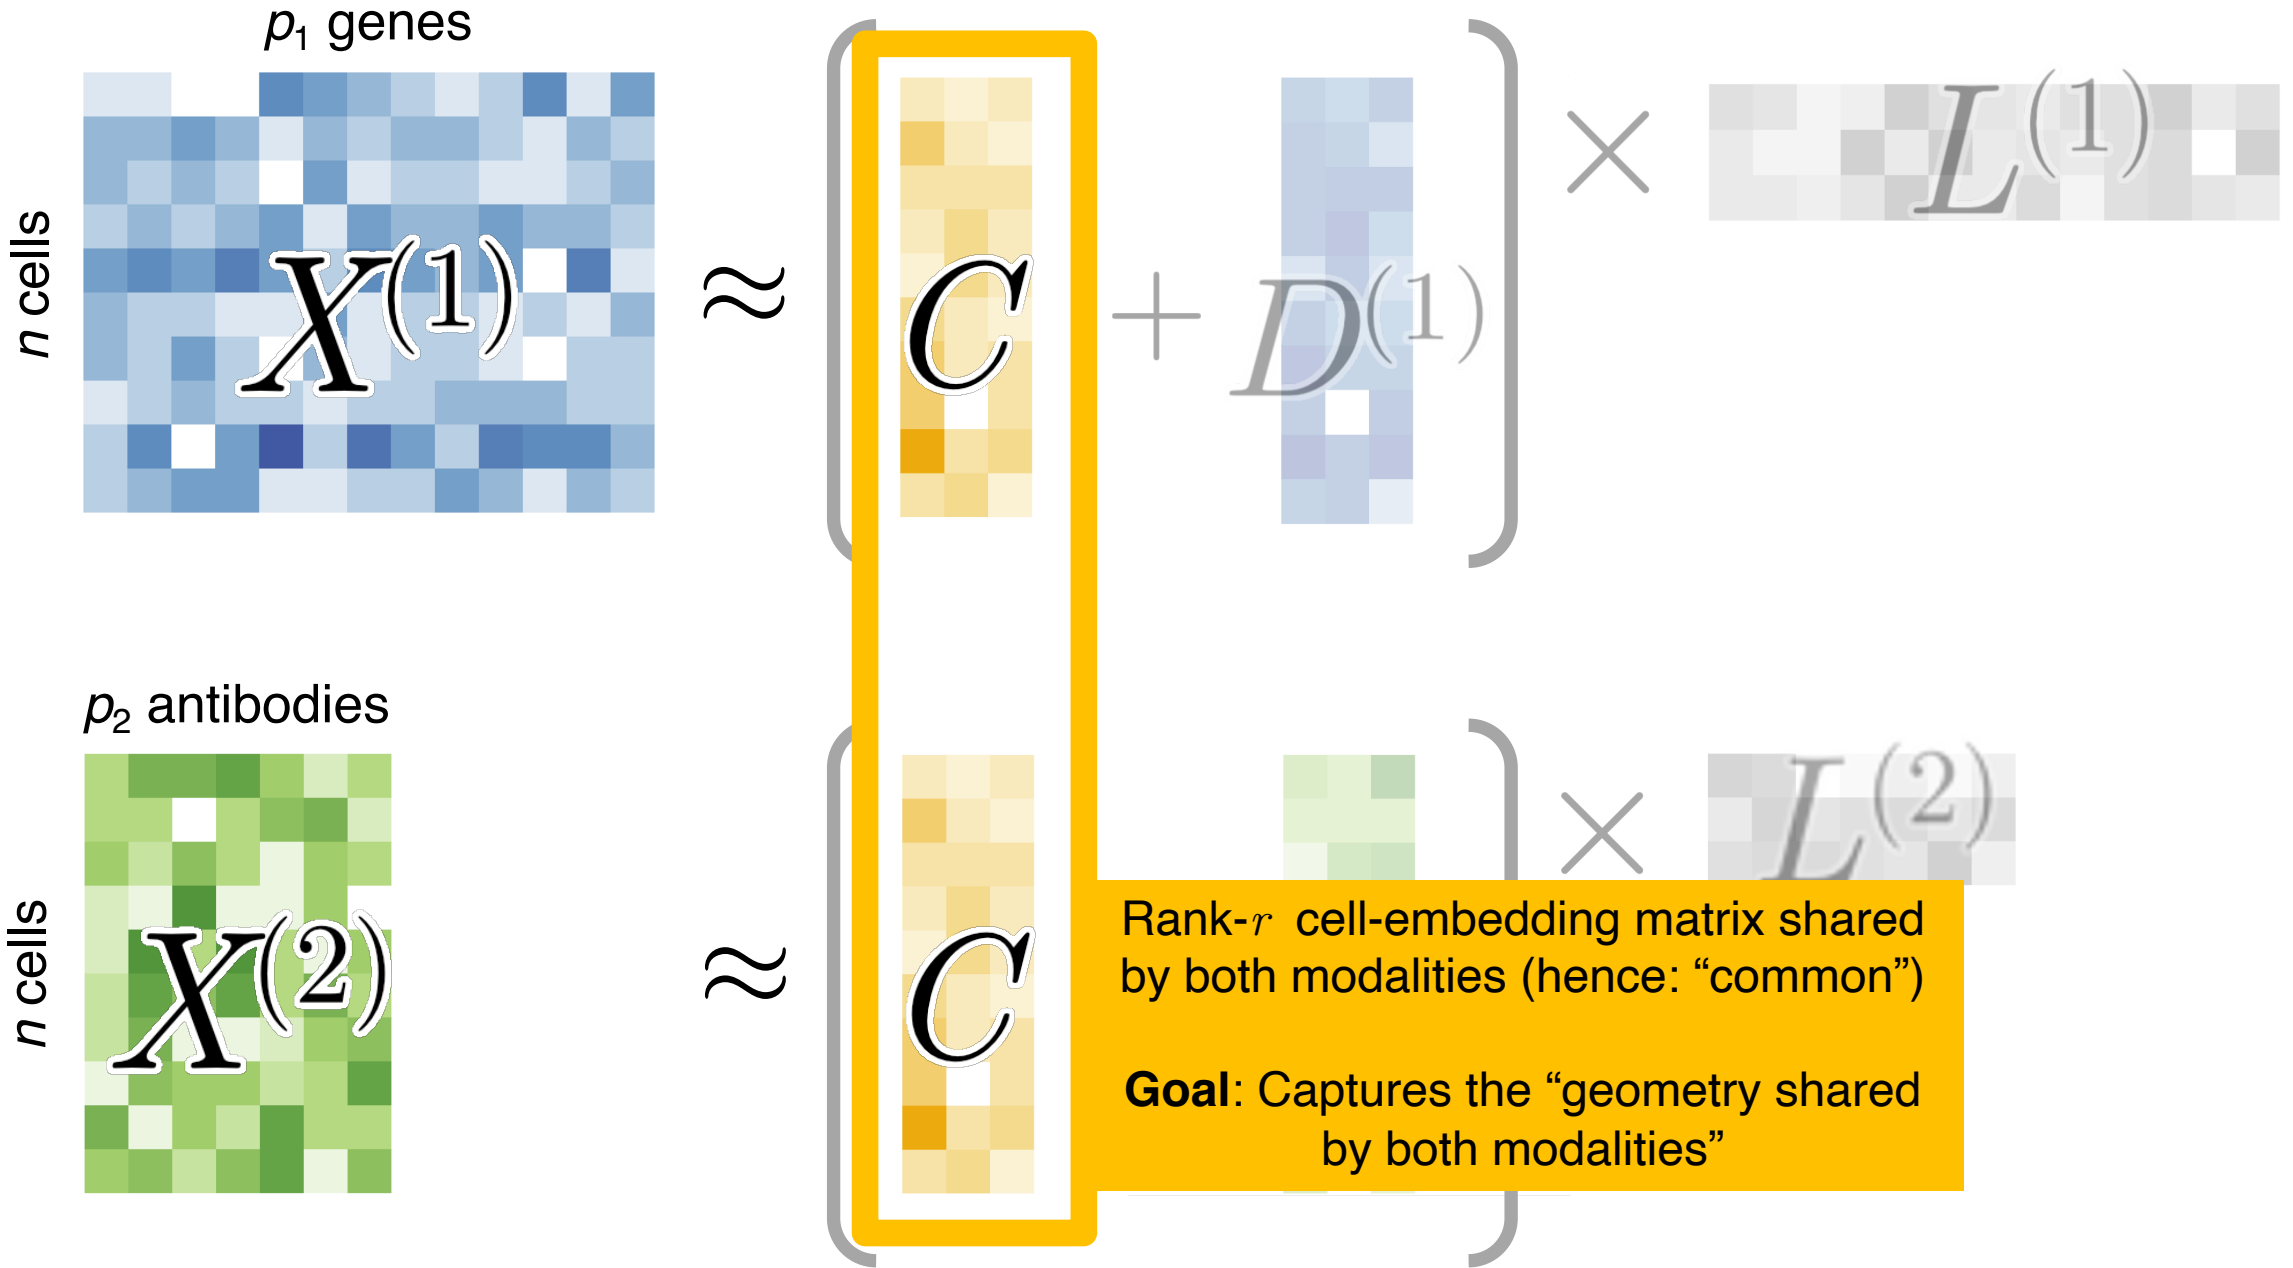 p₁ genes
n cells
X⁽¹⁾ ≈ ( C + D⁽¹⁾ ) × L⁽¹⁾
p₂ antibodies
n cells
X⁽²⁾ ≈ ( C ) × L⁽²⁾
Rank-r cell-embedding matrix shared
by both modalities (hence: “common”)
Goal: Captures the “geometry shared
by both modalities”